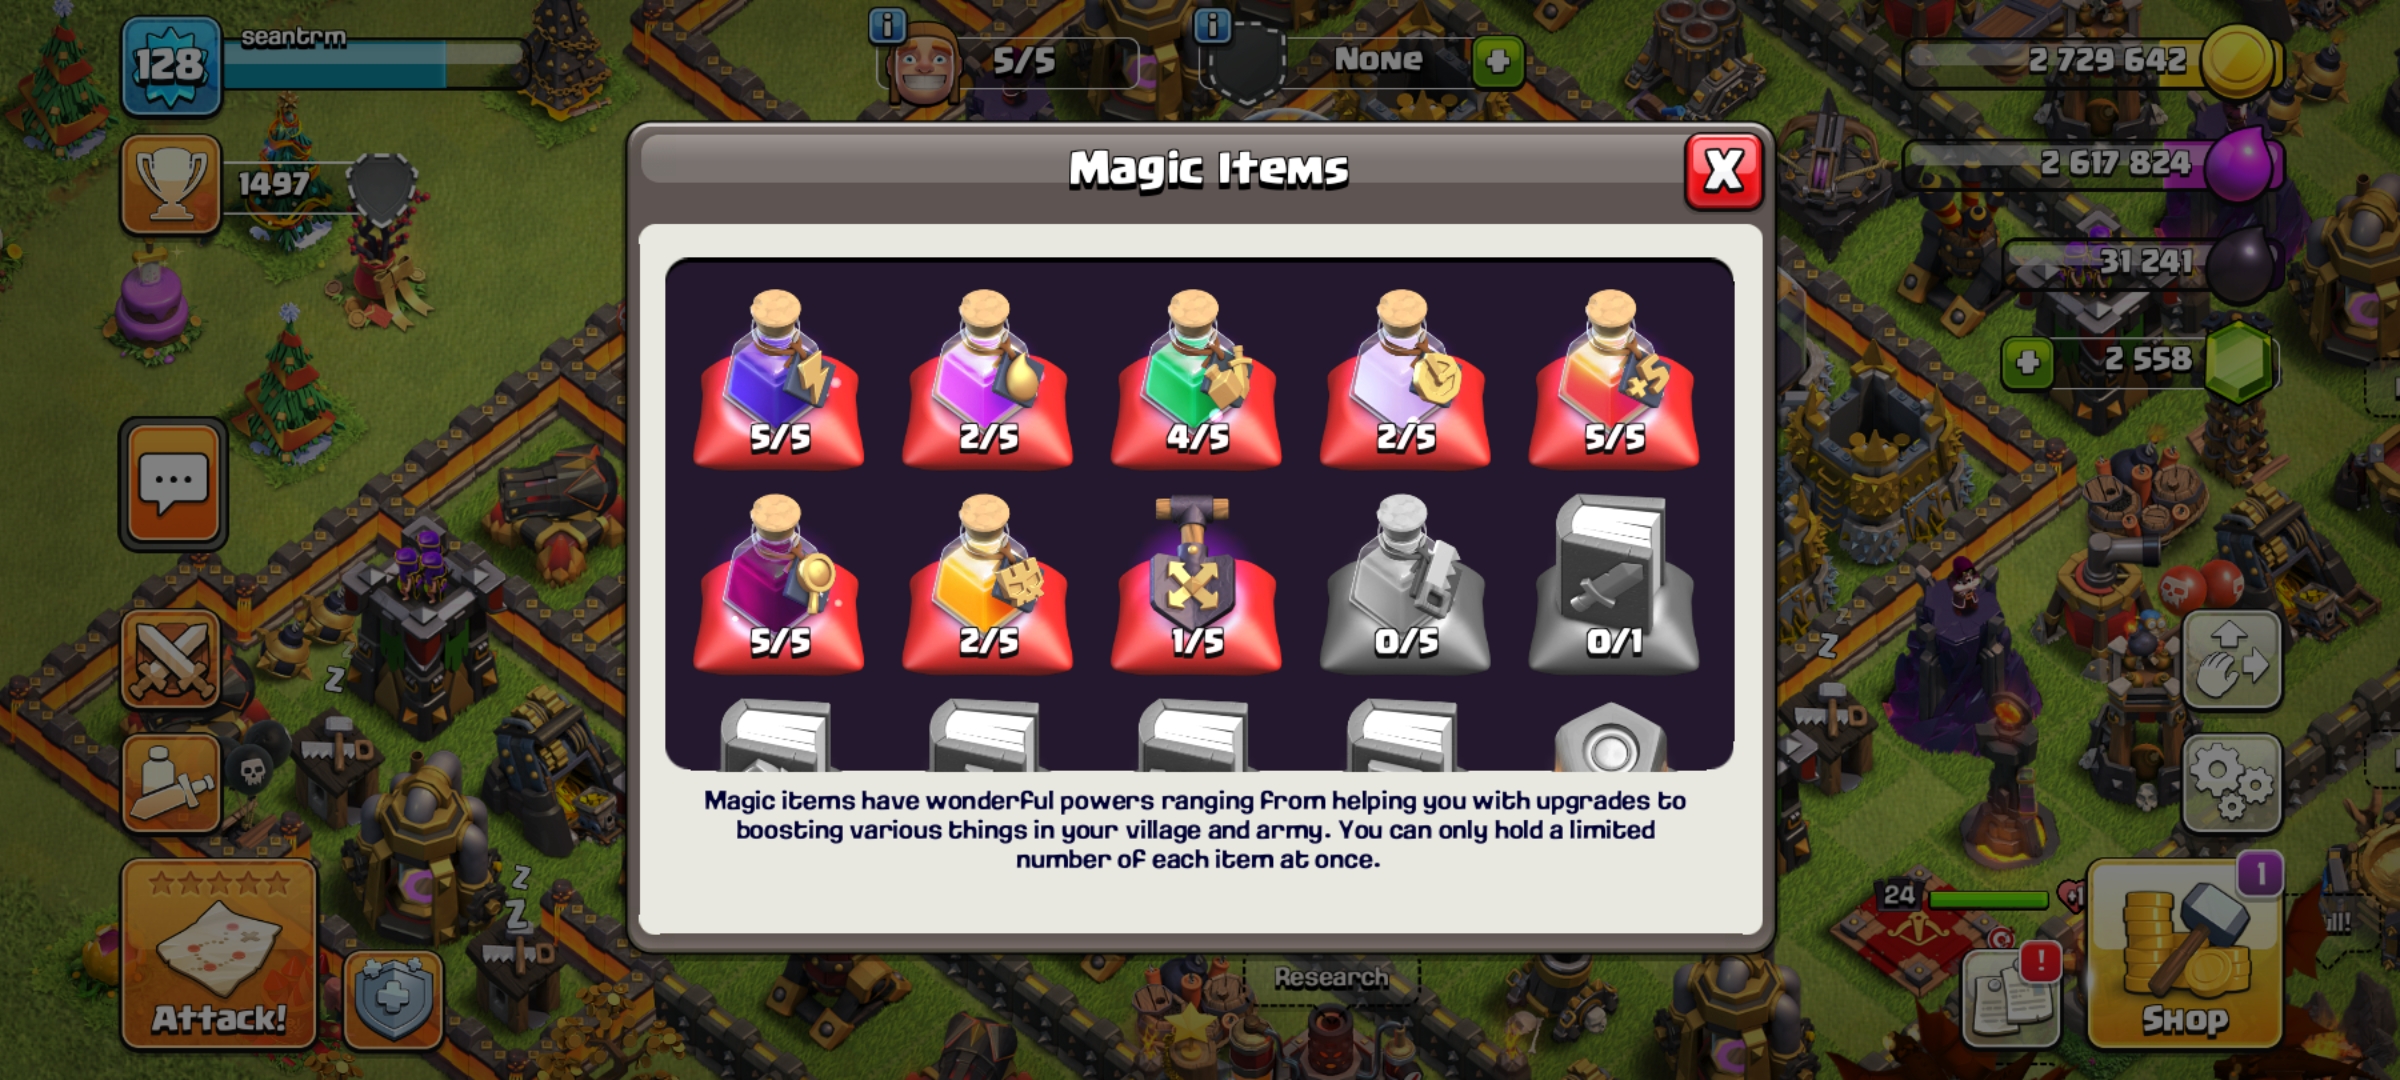 128
seantrm
5/5
None
2 729 642
Magic Items
X
2 617 824
1497
31 241
2 558
5/5 2/5 4/5 2/5 x5 5/5
5/5 2/5 1/5 0/5 0/1
Z
Z
Magic items have wonderful powers ranging from helping you with upgrades to
boosting various things in your village and army. You can only hold a limited
number of each item at once.
Z
Z
24
+1
1
ll!
!
Research
Attack!
Shop